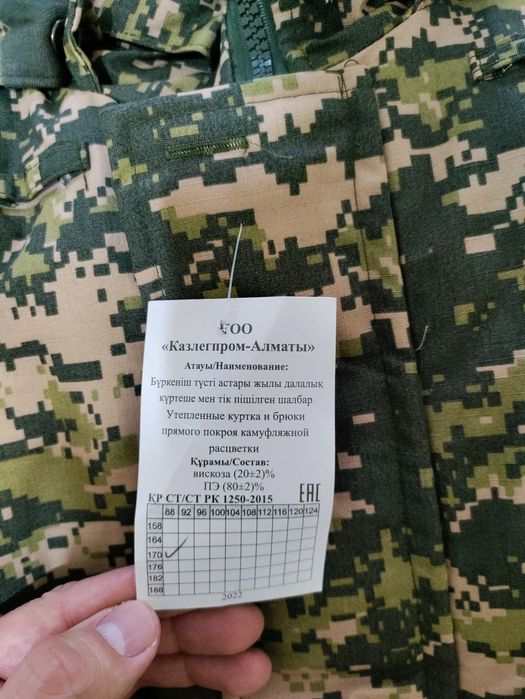 ТОО
«Казлегпром-Алматы»
Атауы/Наименование:
Бүркеніш түсті астары жылы далалық
күртеше мен тік пішілген шалбар
Утепленные куртка и брюки
прямого покроя камуфляжной
расцветки
Құрамы/Состав:
вискоза (20±2)%
ПЭ (80±2)%
ҚР СТ/СТ РК 1250-2015 ЕАС
88 92 96 100 104 108 112 116 120 124
158
164
170
176
182
188
2022